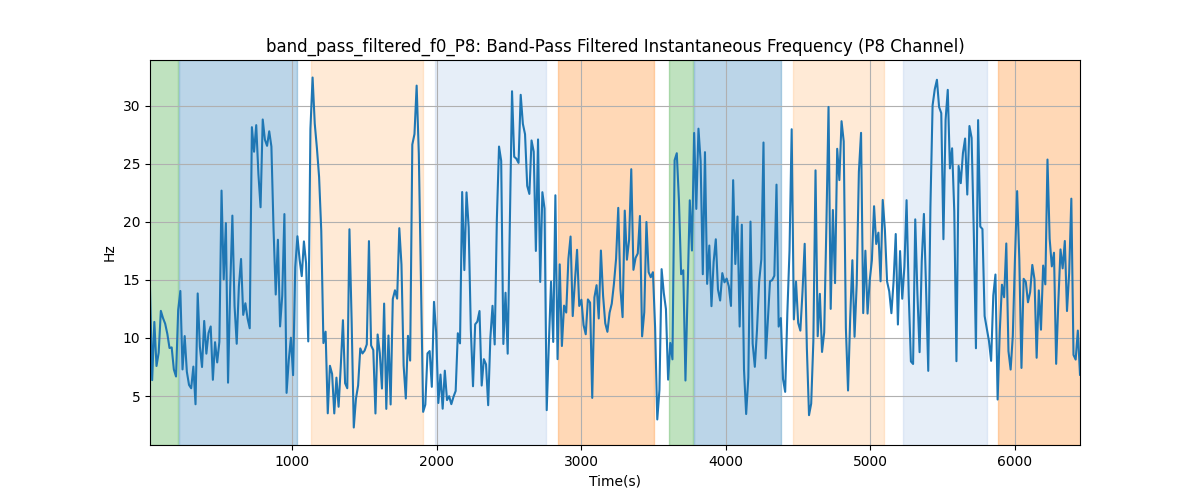 band_pass_filtered_f0_P8: Band-Pass Filtered Instantaneous Frequency (P8 Channel)
30
25
20
15
10
5
Hz
1000 2000 3000 4000 5000 6000
Time(s)